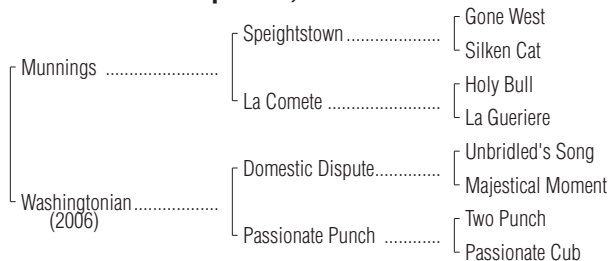 Gone West
Speightstown
Silken Cat
Munnings
Holy Bull
La Comete
La Gueriere
Unbridled's Song
Domestic Dispute
Majestical Moment
Washingtonian
(2006)
Two Punch
Passionate Punch
Passionate Cub